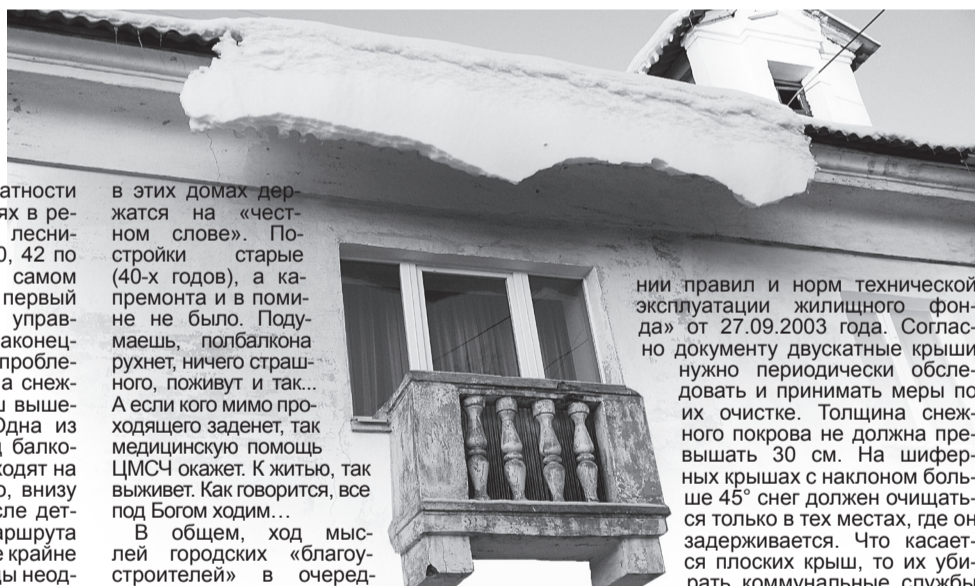 атности
ях в ре-
лесни-
0, 42 по
самом
первый
управ-
аконец-
пробле-
а снеж-
ш выше-
Одна из
д балко-
ходят на
о, внизу
сле дет-
аршрута
е крайне
ды неод-
в этих домах дер-
жатся на «чест-
ном слове». По-
стройки старые
(40-х годов), а ка-
премонта и в поми-
не не было. Поду-
маешь, полбалкона
рухнет, ничего страш-
ного, поживут и так...
А если кого мимо про-
ходящего заденет, так
медицинскую помощь
ЦМСЧ окажет. К житью, так
выживет. Как говорится, все
под Богом ходим…
В общем, ход мыс-
лей городских «благоу-
строителей» в очеред-
нии правил и норм технической
эксплуатации жилищного фон-
да» от 27.09.2003 года. Соглас-
но документу двускатные крыши
нужно периодически обсле-
довать и принимать меры по
их очистке. Толщина снеж-
ного покрова не должна пре-
вышать 30 см. На шифер-
ных крышах с наклоном боль-
ше 45° снег должен очищать-
ся только в тех местах, где он
задерживается. Что касает-
ся плоских крыш, то их уби-
рать коммунальные службы